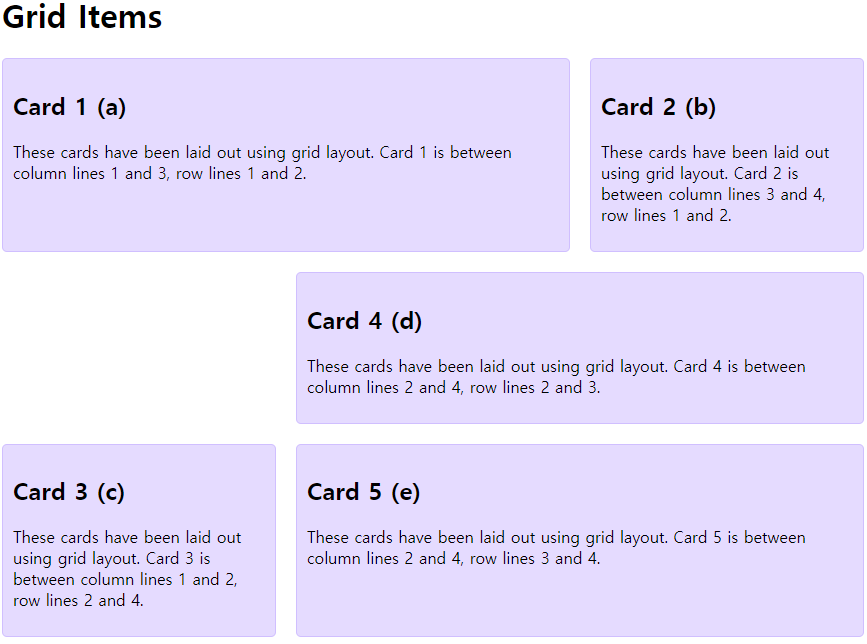 Grid Items
Card 1 (a)
These cards have been laid out using grid layout. Card 1 is between
column lines 1 and 3, row lines 1 and 2.
Card 2 (b)
These cards have been laid out
using grid layout. Card 2 is
between column lines 3 and 4,
row lines 1 and 2.
Card 4 (d)
These cards have been laid out using grid layout. Card 4 is between
column lines 2 and 4, row lines 2 and 3.
Card 3 (c)
These cards have been laid out
using grid layout. Card 3 is
between column lines 1 and 2,
row lines 2 and 4.
Card 5 (e)
These cards have been laid out using grid layout. Card 5 is between
column lines 2 and 4, row lines 3 and 4.